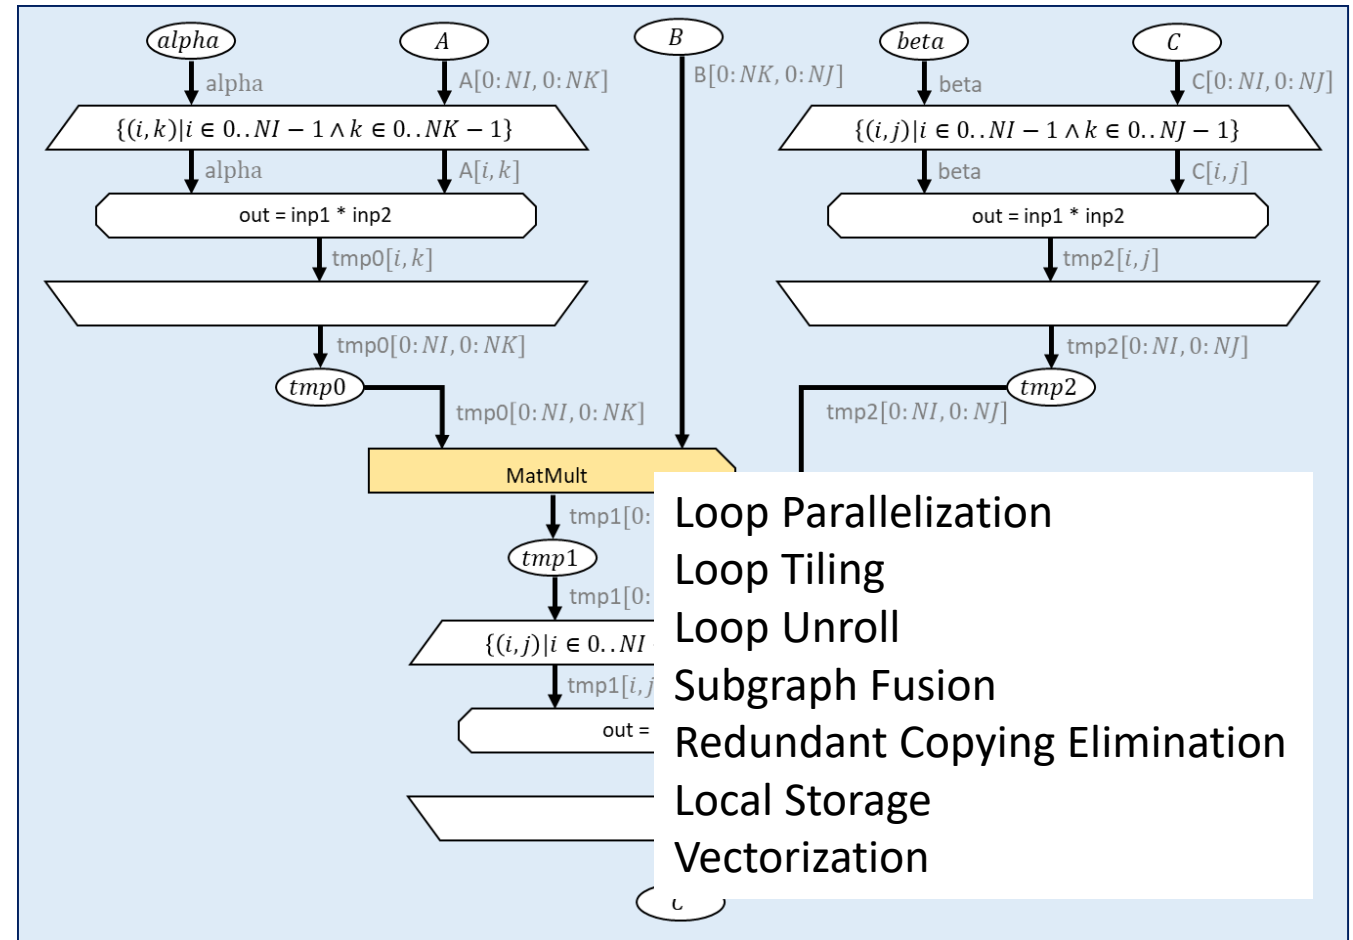 alpha A B beta C
alpha A[0: NI, 0: NK] B[0: NK, 0: NJ] beta C[0: NI, 0: NJ]
{(i, k)|i ∈ 0..NI − 1 ∧ k ∈ 0..NK − 1} {(i, j)|i ∈ 0..NI − 1 ∧ k ∈ 0..NJ − 1}
alpha A[i, k] beta C[i, j]
out = inp1 * inp2 out = inp1 * inp2
tmp0[i, k] tmp2[i, j]
tmp0[0: NI, 0: NK] tmp2[0: NI, 0: NJ]
tmp0 tmp2
tmp0[0: NI, 0: NK] tmp2[0: NI, 0: NJ]
MatMult
tmp1[0:
tmp1
tmp1[0:
{(i, j)|i ∈ 0..NI
tmp1[i, j
out =
Loop Parallelization
Loop Tiling
Loop Unroll
Subgraph Fusion
Redundant Copying Elimination
Local Storage
Vectorization